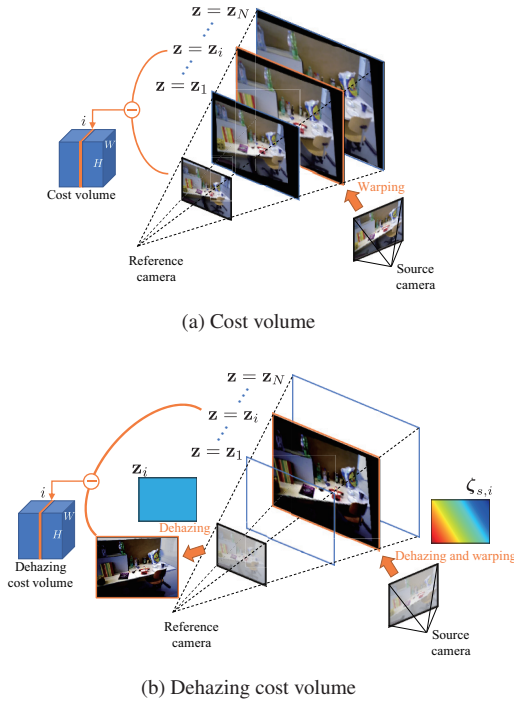 z = z_N
z = z_i
z = z_1
i
W
H
Cost volume
Warping
Reference
camera
Source
camera
(a) Cost volume
z = z_N
z = z_i
z = z_1
z_i
ζ_{s,i}
i
W
H
Dehazing
Dehazing and warping
Dehazing
cost volume
Reference
camera
Source
camera
(b) Dehazing cost volume